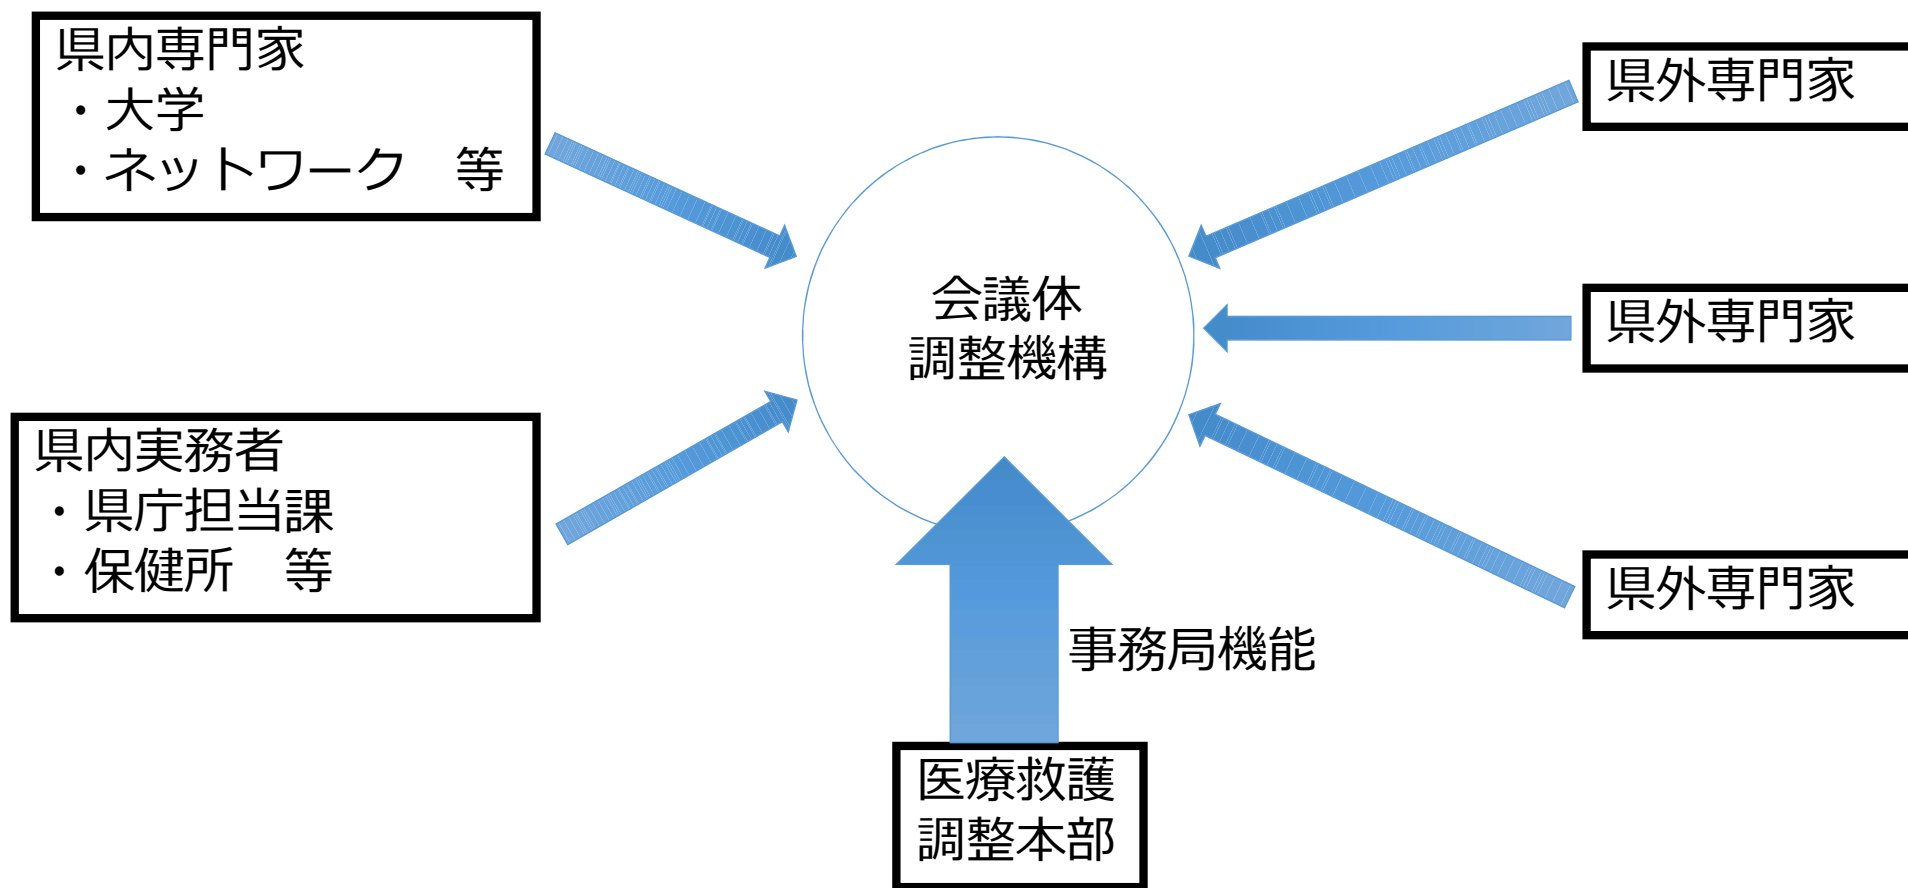 県内専門家
・大学
・ネットワーク　等
県内実務者
・県庁担当課
・保健所　等
会議体
調整機構
事務局機能
医療救護
調整本部
県外専門家
県外専門家
県外専門家